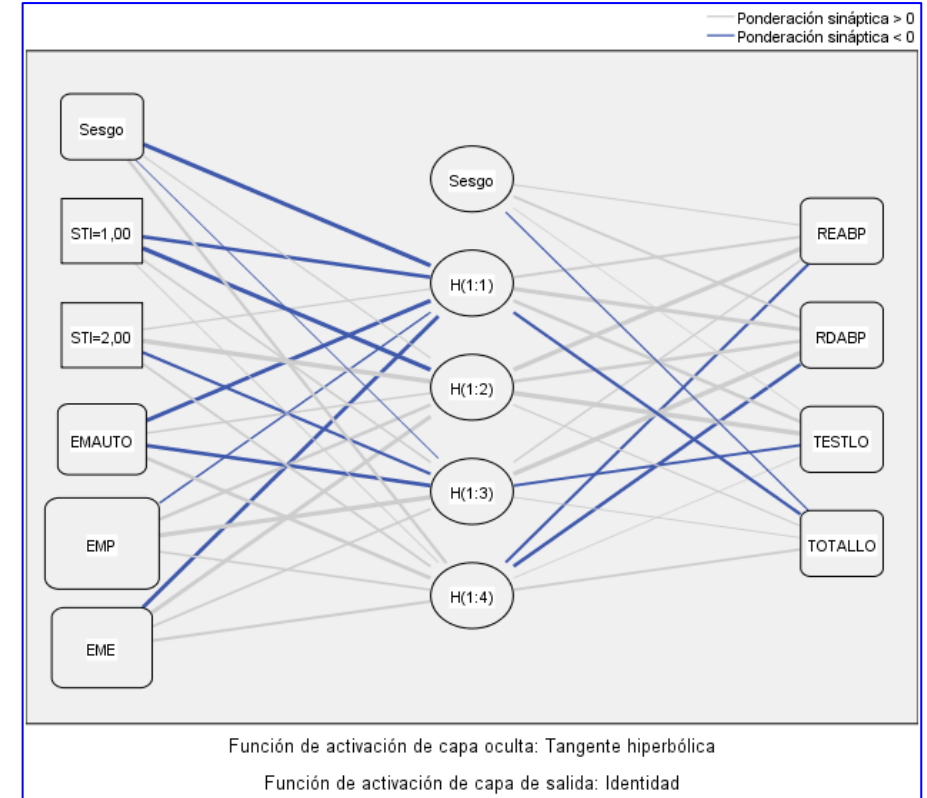 Ponderación sináptica > 0
Ponderación sináptica < 0
Sesgo
STI=1,00
STI=2,00
EMAUTO
EMP
EME
Sesgo
H(1:1)
H(1:2)
H(1:3)
H(1:4)
REABP
RDABP
TESTLO
TOTALLO
Función de activación de capa oculta: Tangente hiperbólica
Función de activación de capa de salida: Identidad